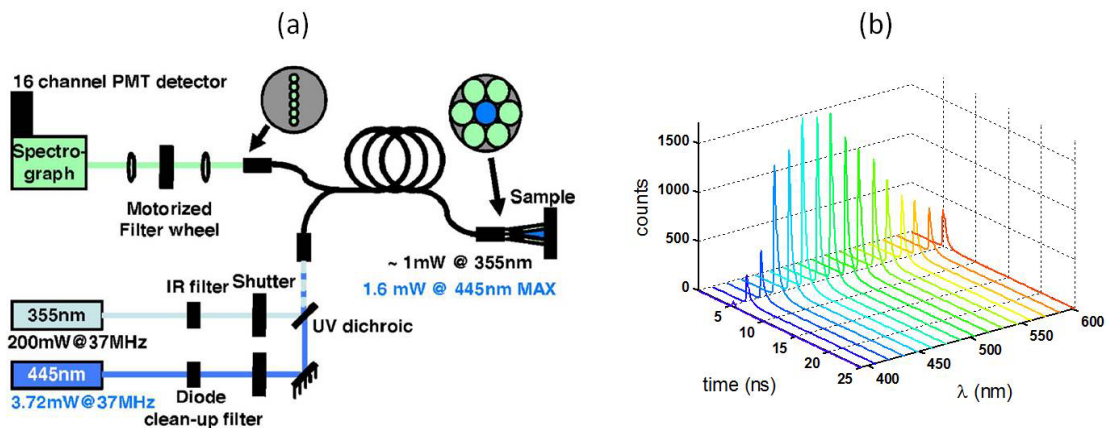 (a)
16 channel PMT detector
Spectro-
graph
Motorized
Filter wheel
Sample
~ 1mW @ 355nm
1.6 mW @ 445nm MAX
IR filter
Shutter
355nm
200mW@37MHz
UV dichroic
445nm
3.72mW@37MHz
Diode
clean-up filter
(b)
1500
1000
500
0
counts
5
10
15
20
25
time (ns)
400
450
500
550
600
λ (nm)